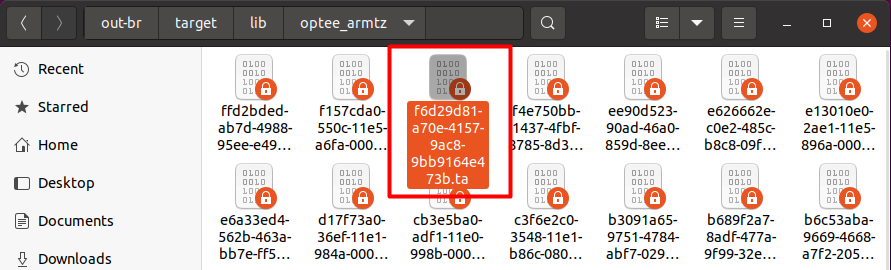 out-br target lib optee_armtz
Recent
Starred
Home
Desktop
Documents
Downloads
ffd2bded-
ab7d-4988-
95ee-e49…
f157cda0-
550c-11e5-
a6fa-000…
f6d29d81-
a70e-4157-
9ac8-
9bb9164e4
73b.ta
f4e750bb-
1437-4fbf-
8785-8d3…
ee90d523-
90ad-46a0-
859d-8ee…
e626662e-
c0e2-485c-
b8c8-09f…
e13010e0-
2ae1-11e5-
896a-000…
e6a33ed4-
562b-463a-
bb7e-ff5…
d17f73a0-
36ef-11e1-
984a-000…
cb3e5ba0-
adf1-11e0-
998b-000…
c3f6e2c0-
3548-11e1-
b86c-080…
b3091a65-
9751-4784-
abf7-029…
b689f2a7-
8adf-477a-
9f99-32e…
b6c53aba-
9669-4668-
a7f2-205…